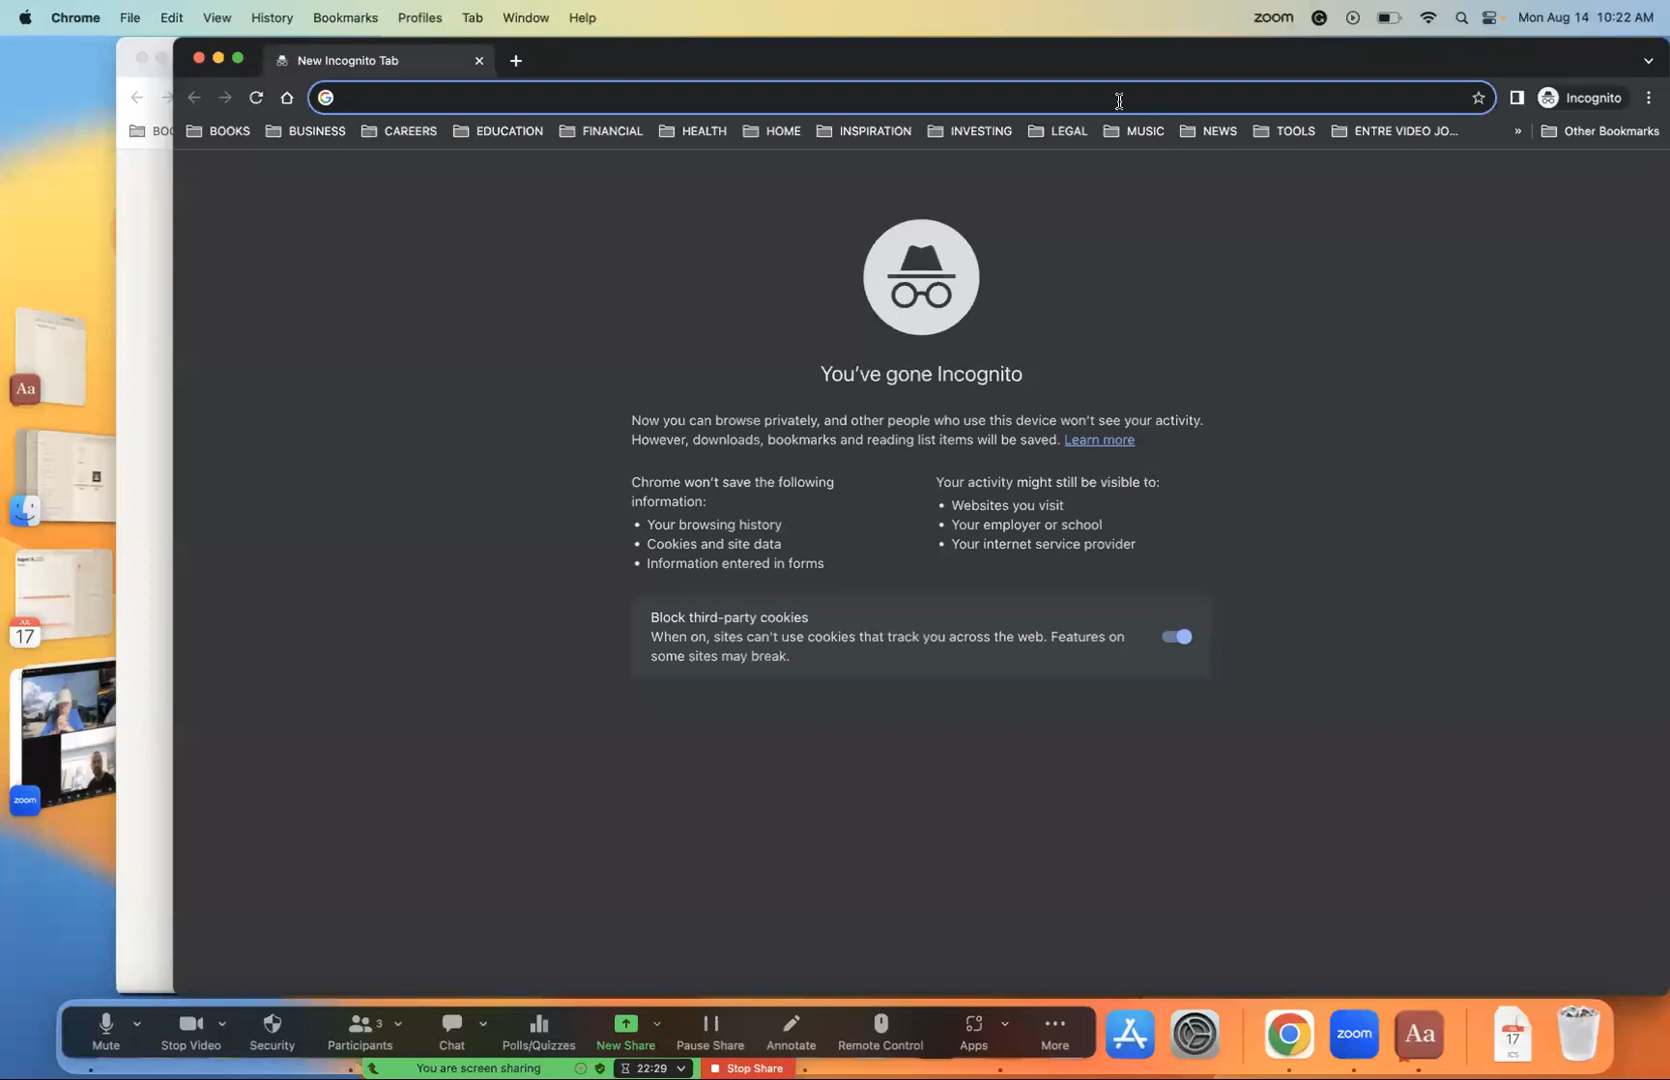 Chrome File Edit View History Bookmarks Profiles Tab Window Help zoom Mon Aug 14 10:22 AM
New Incognito Tab
Incognito
BOOKS BUSINESS CAREERS EDUCATION FINANCIAL HEALTH HOME INSPIRATION INVESTING LEGAL MUSIC NEWS TOOLS ENTRE VIDEO JO... » Other Bookmarks
You've gone Incognito
Now you can browse privately, and other people who use this device won't see your activity.
However, downloads, bookmarks and reading list items will be saved. Learn more
Chrome won't save the following
information:
• Your browsing history
• Cookies and site data
• Information entered in forms
Your activity might still be visible to:
• Websites you visit
• Your employer or school
• Your internet service provider
Block third-party cookies
When on, sites can't use cookies that track you across the web. Features on
some sites may break.
Aa
JUL
17
zoom
3
Mute Stop Video Security Participants Chat Polls/Quizzes New Share Pause Share Annotate Remote Control Apps More
zoom Aa
17
ICS
You are screen sharing 22:29 Stop Share